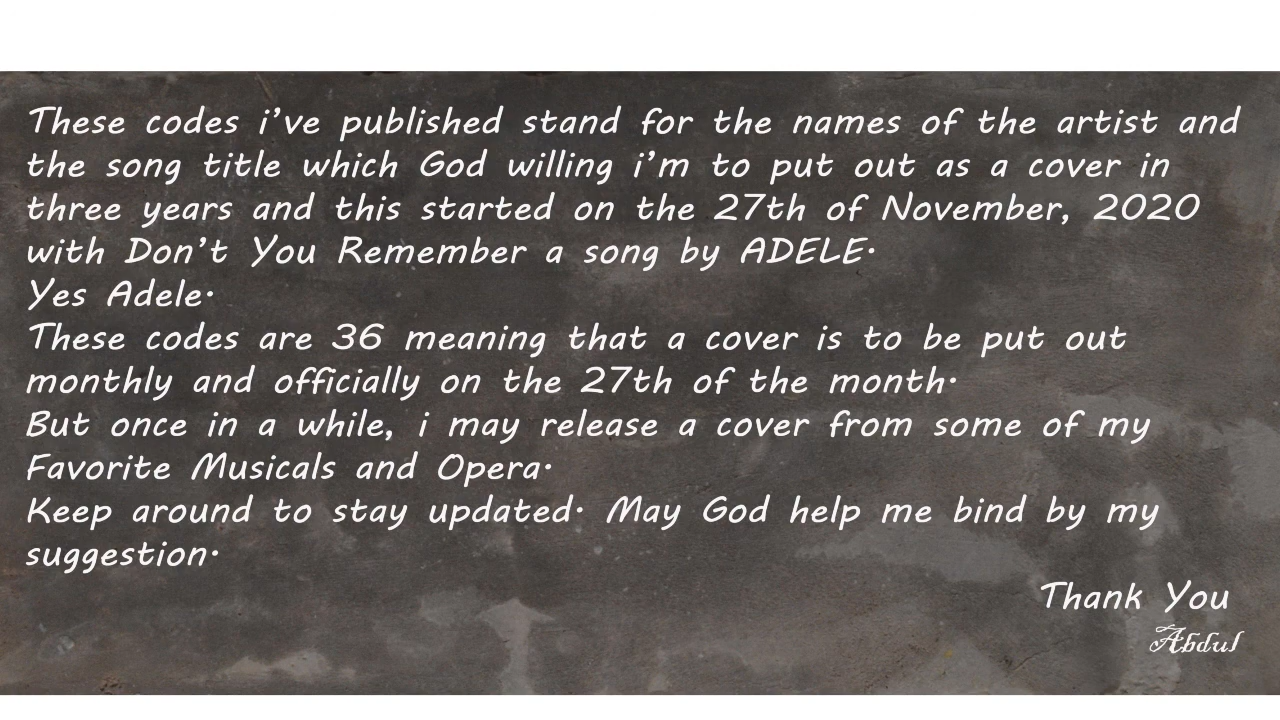 These codes i've published stand for the names of the artist and
the song title which God willing i'm to put out as a cover in
three years and this started on the 27th of November, 2020
with Don't You Remember a song by ADELE.
Yes Adele.
These codes are 36 meaning that a cover is to be put out
monthly and officially on the 27th of the month.
But once in a while, i may release a cover from some of my
Favorite Musicals and Opera.
Keep around to stay updated. May God help me bind by my
suggestion.
Thank You
Abdul